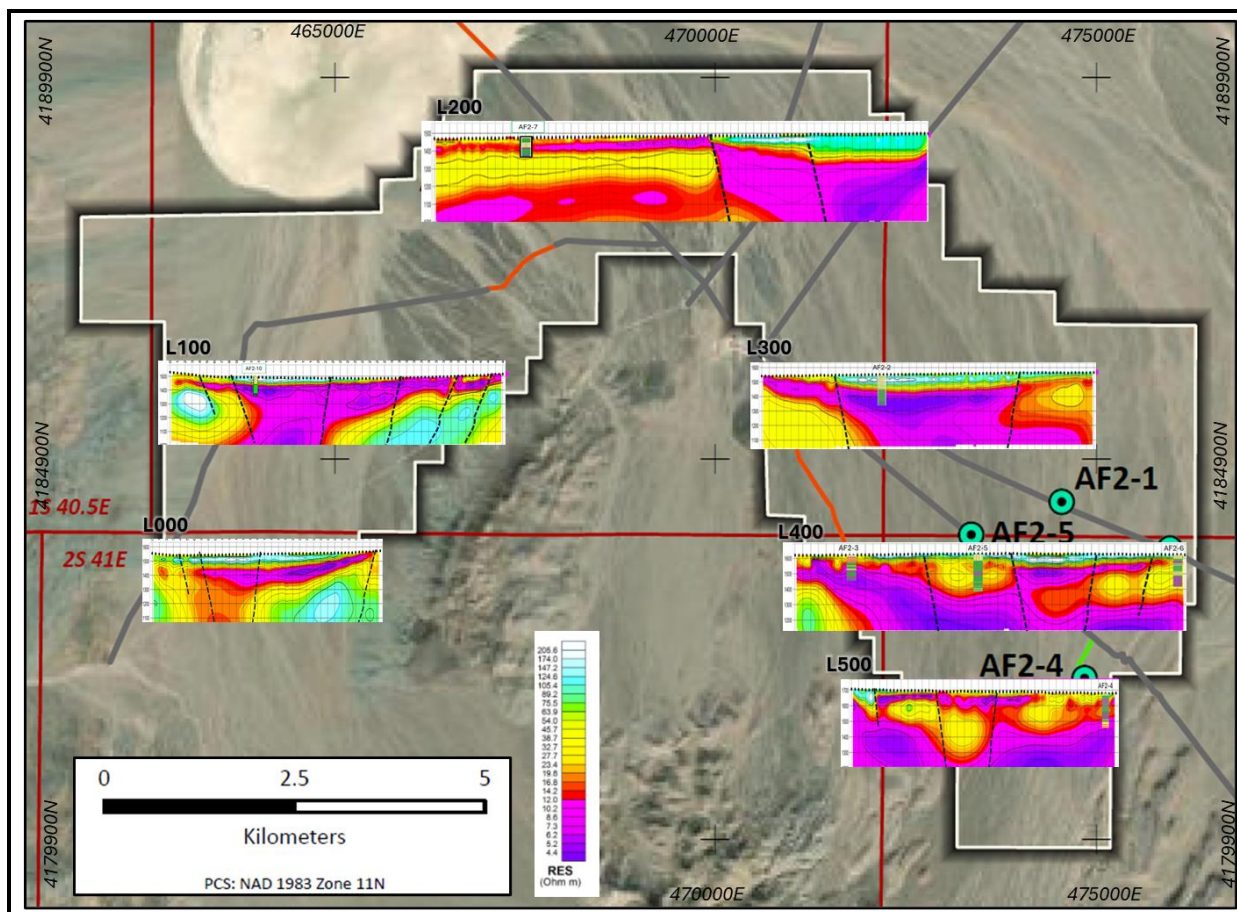 465000E
470000E
475000E
4189900N
4189900N
L200
AF2-7
L100
AF2-10
L300
AF2-2
4184900N
4184900N
AF2-1
1S 40.5E
AF2-5
2S 41E
L000
L400
AF2-3
AF2-5
AF2-6
AF2-4
L500
AF2-4
205.6
174.0
147.2
124.6
105.4
89.2
75.5
63.9
54.0
45.7
38.7
32.7
27.7
23.4
19.8
16.8
14.2
12.0
10.2
8.6
7.3
6.2
5.2
4.4
RES
(Ohm m)
0 2.5 5
Kilometers
PCS: NAD 1983 Zone 11N
4179900N
4179900N
470000E
475000E